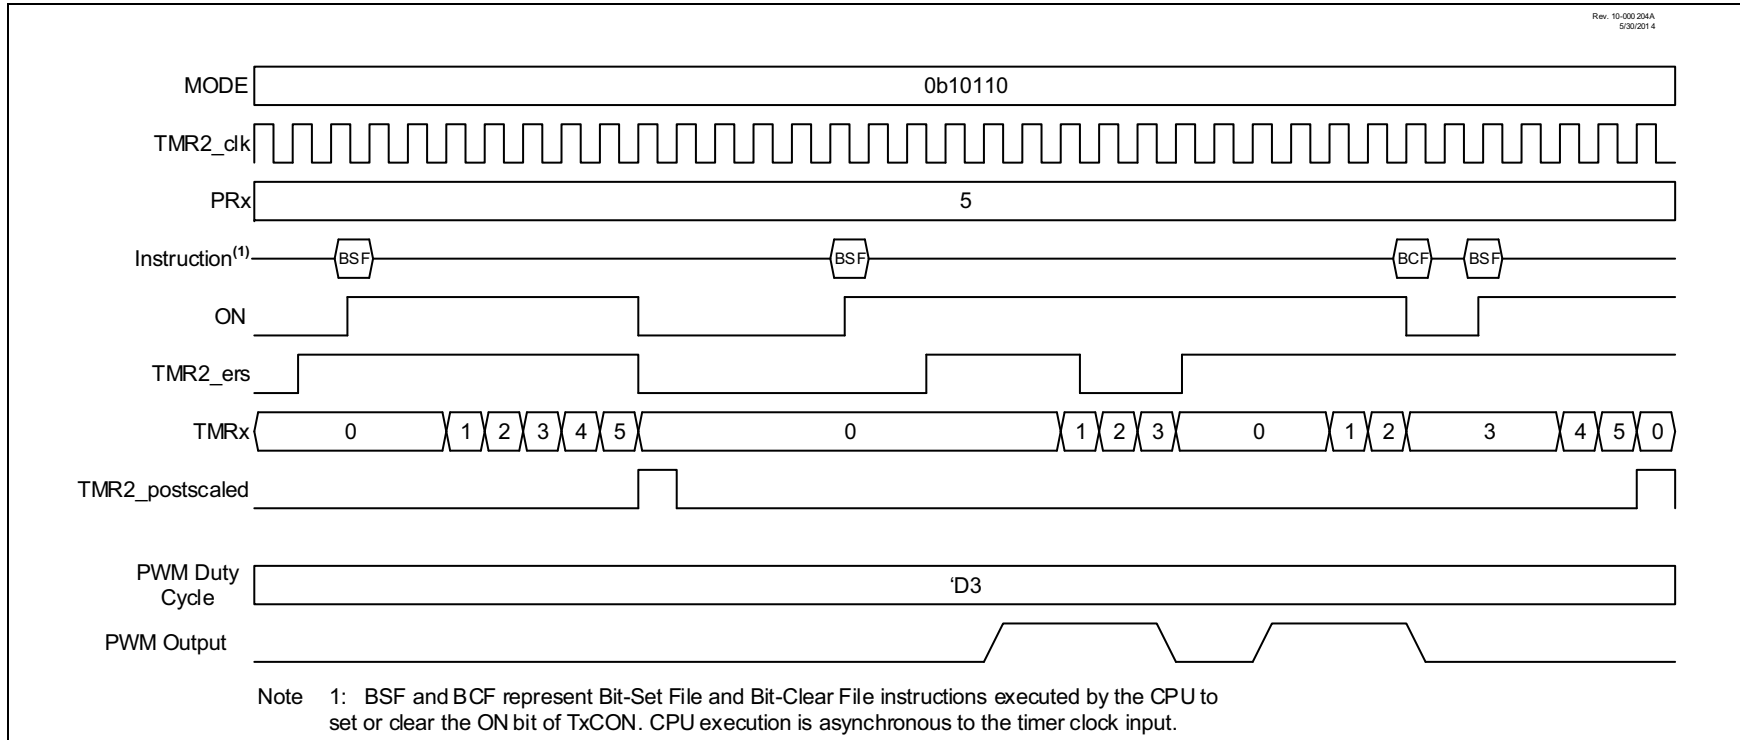 Rev. 10-000 204A
5/30/201 4
MODE 0b10110
TMR2_clk
PRx 5
Instruction(1) BSF BSF BCF BSF
ON
TMR2_ers
TMRx 0 1 2 3 4 5 0 1 2 3 0 1 2 3 4 5 0
TMR2_postscaled
PWM Duty
Cycle
‘D3
PWM Output
Note 1: BSF and BCF represent Bit-Set File and Bit-Clear File instructions executed by the CPU to
set or clear the ON bit of TxCON. CPU execution is asynchronous to the timer clock input.